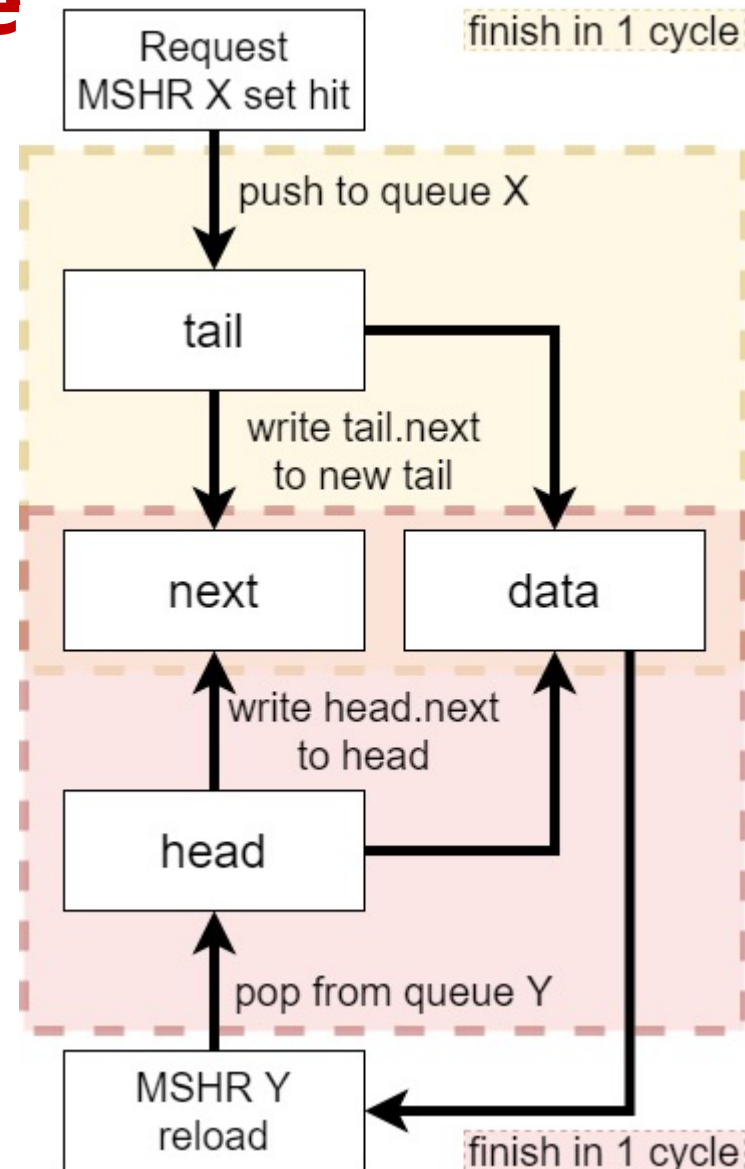 Request
MSHR X set hit
finish in 1 cycle
push to queue X
tail
write tail.next
to new tail
next
data
write head.next
to head
head
pop from queue Y
MSHR Y
reload
finish in 1 cycle